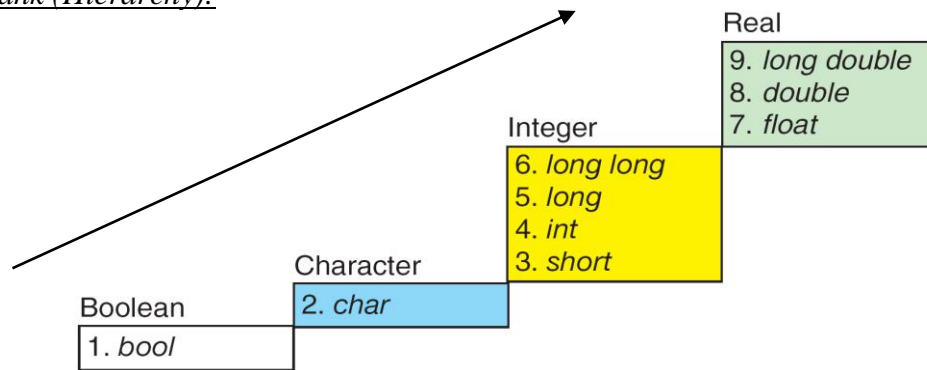 (Hierarchy):
Real
9. long double
8. double
7. float
Integer
6. long long
5. long
4. int
3. short
Character
2. char
Boolean
1. bool